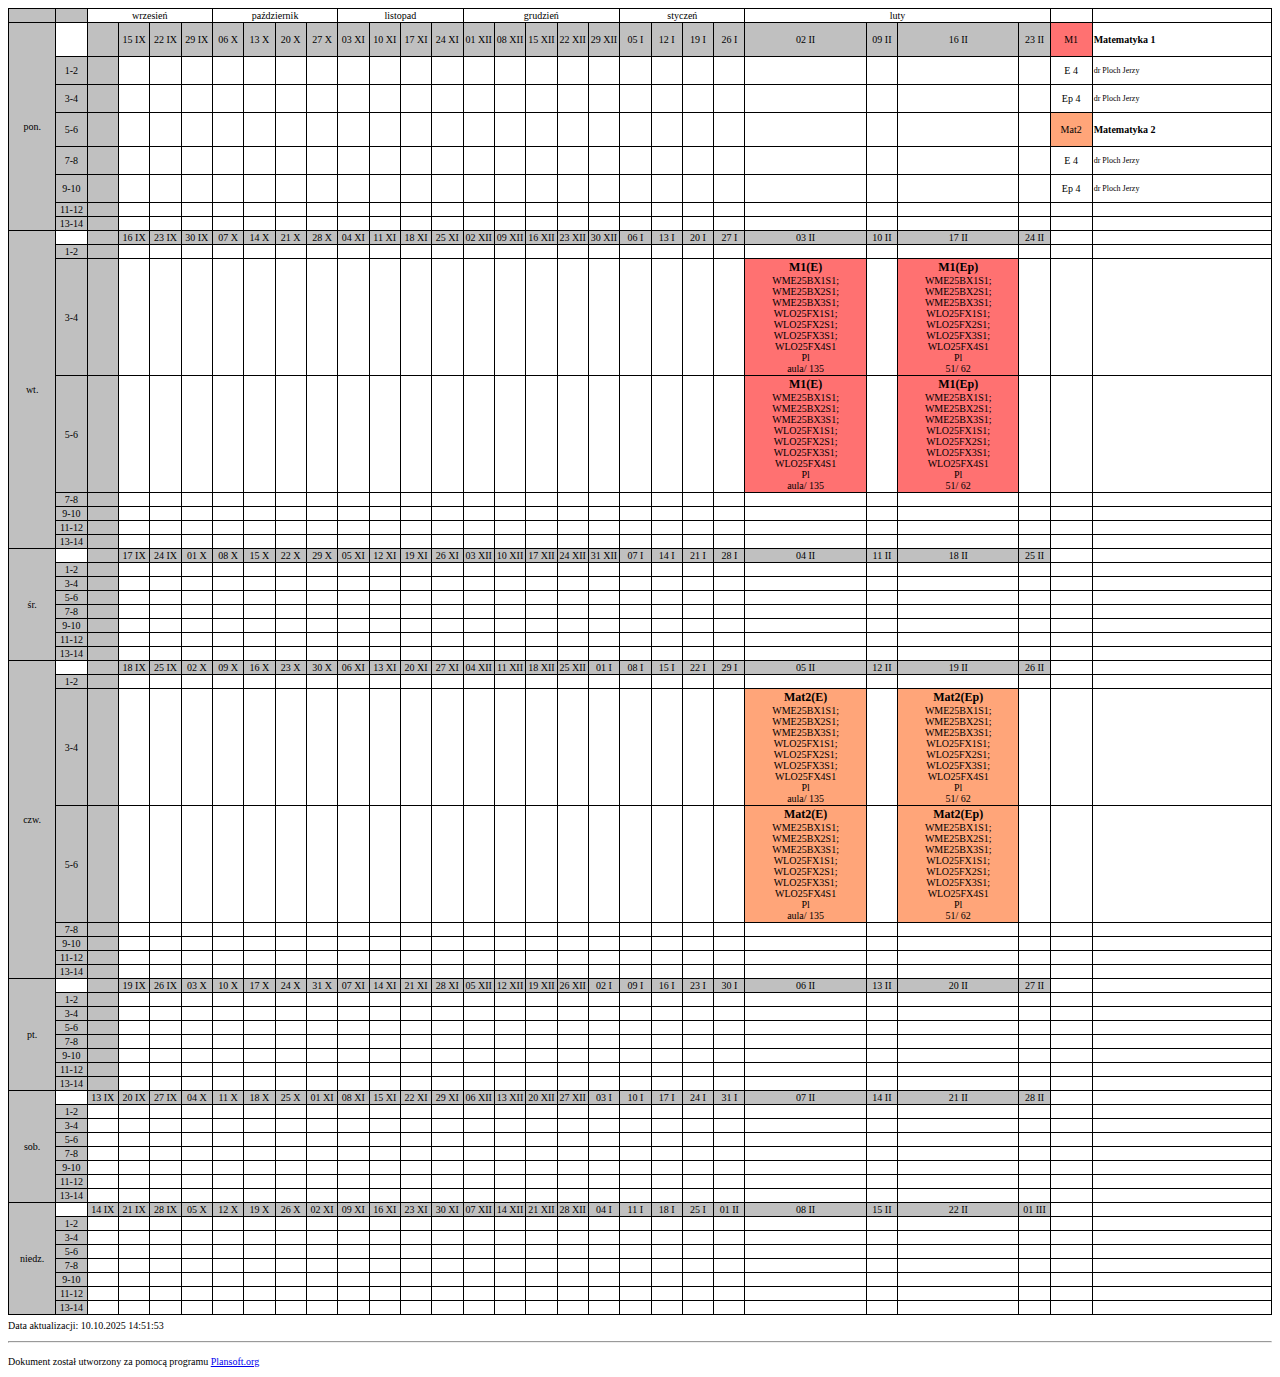 wrzesień październik listopad grudzień styczeń luty
pon. 15 IX 22 IX 29 IX 06 X 13 X 20 X 27 X 03 XI 10 XI 17 XI 24 XI 01 XII 08 XII 15 XII 22 XII 29 XII 05 I 12 I 19 I 26 I 02 II 09 II 16 II 23 II M1 Matematyka 1
1-2 E 4 dr Ploch Jerzy
3-4 Ep 4 dr Ploch Jerzy
5-6 Mat2 Matematyka 2
7-8 E 4 dr Ploch Jerzy
9-10 Ep 4 dr Ploch Jerzy
11-12
13-14
wt. 16 IX 23 IX 30 IX 07 X 14 X 21 X 28 X 04 XI 11 XI 18 XI 25 XI 02 XII 09 XII 16 XII 23 XII 30 XII 06 I 13 I 20 I 27 I 03 II 10 II 17 II 24 II
1-2
3-4
M1(E) M1(Ep)
WME25BX1S1; WME25BX1S1;
WME25BX2S1; WME25BX2S1;
WME25BX3S1; WME25BX3S1;
WLO25FX1S1; WLO25FX1S1;
WLO25FX2S1; WLO25FX2S1;
WLO25FX3S1; WLO25FX3S1;
WLO25FX4S1 WLO25FX4S1
Pl Pl
aula/ 135 51/ 62
5-6
M1(E) M1(Ep)
WME25BX1S1; WME25BX1S1;
WME25BX2S1; WME25BX2S1;
WME25BX3S1; WME25BX3S1;
WLO25FX1S1; WLO25FX1S1;
WLO25FX2S1; WLO25FX2S1;
WLO25FX3S1; WLO25FX3S1;
WLO25FX4S1 WLO25FX4S1
Pl Pl
aula/ 135 51/ 62
7-8
9-10
11-12
13-14
śr. 17 IX 24 IX 01 X 08 X 15 X 22 X 29 X 05 XI 12 XI 19 XI 26 XI 03 XII 10 XII 17 XII 24 XII 31 XII 07 I 14 I 21 I 28 I 04 II 11 II 18 II 25 II
1-2
3-4
5-6
7-8
9-10
11-12
13-14
czw. 18 IX 25 IX 02 X 09 X 16 X 23 X 30 X 06 XI 13 XI 20 XI 27 XI 04 XII 11 XII 18 XII 25 XII 01 I 08 I 15 I 22 I 29 I 05 II 12 II 19 II 26 II
1-2
3-4
Mat2(E) Mat2(Ep)
WME25BX1S1; WME25BX1S1;
WME25BX2S1; WME25BX2S1;
WME25BX3S1; WME25BX3S1;
WLO25FX1S1; WLO25FX1S1;
WLO25FX2S1; WLO25FX2S1;
WLO25FX3S1; WLO25FX3S1;
WLO25FX4S1 WLO25FX4S1
Pl Pl
aula/ 135 51/ 62
5-6
Mat2(E) Mat2(Ep)
WME25BX1S1; WME25BX1S1;
WME25BX2S1; WME25BX2S1;
WME25BX3S1; WME25BX3S1;
WLO25FX1S1; WLO25FX1S1;
WLO25FX2S1; WLO25FX2S1;
WLO25FX3S1; WLO25FX3S1;
WLO25FX4S1 WLO25FX4S1
Pl Pl
aula/ 135 51/ 62
7-8
9-10
11-12
13-14
pt. 19 IX 26 IX 03 X 10 X 17 X 24 X 31 X 07 XI 14 XI 21 XI 28 XI 05 XII 12 XII 19 XII 26 XII 02 I 09 I 16 I 23 I 30 I 06 II 13 II 20 II 27 II
1-2
3-4
5-6
7-8
9-10
11-12
13-14
sob. 13 IX 20 IX 27 IX 04 X 11 X 18 X 25 X 01 XI 08 XI 15 XI 22 XI 29 XI 06 XII 13 XII 20 XII 27 XII 03 I 10 I 17 I 24 I 31 I 07 II 14 II 21 II 28 II
1-2
3-4
5-6
7-8
9-10
11-12
13-14
niedz. 14 IX 21 IX 28 IX 05 X 12 X 19 X 26 X 02 XI 09 XI 16 XI 23 XI 30 XI 07 XII 14 XII 21 XII 28 XII 04 I 11 I 18 I 25 I 01 II 08 II 15 II 22 II 01 III
1-2
3-4
5-6
7-8
9-10
11-12
13-14
Data aktualizacji: 10.10.2025 14:51:53
Dokument został utworzony za pomocą programu Plansoft.org